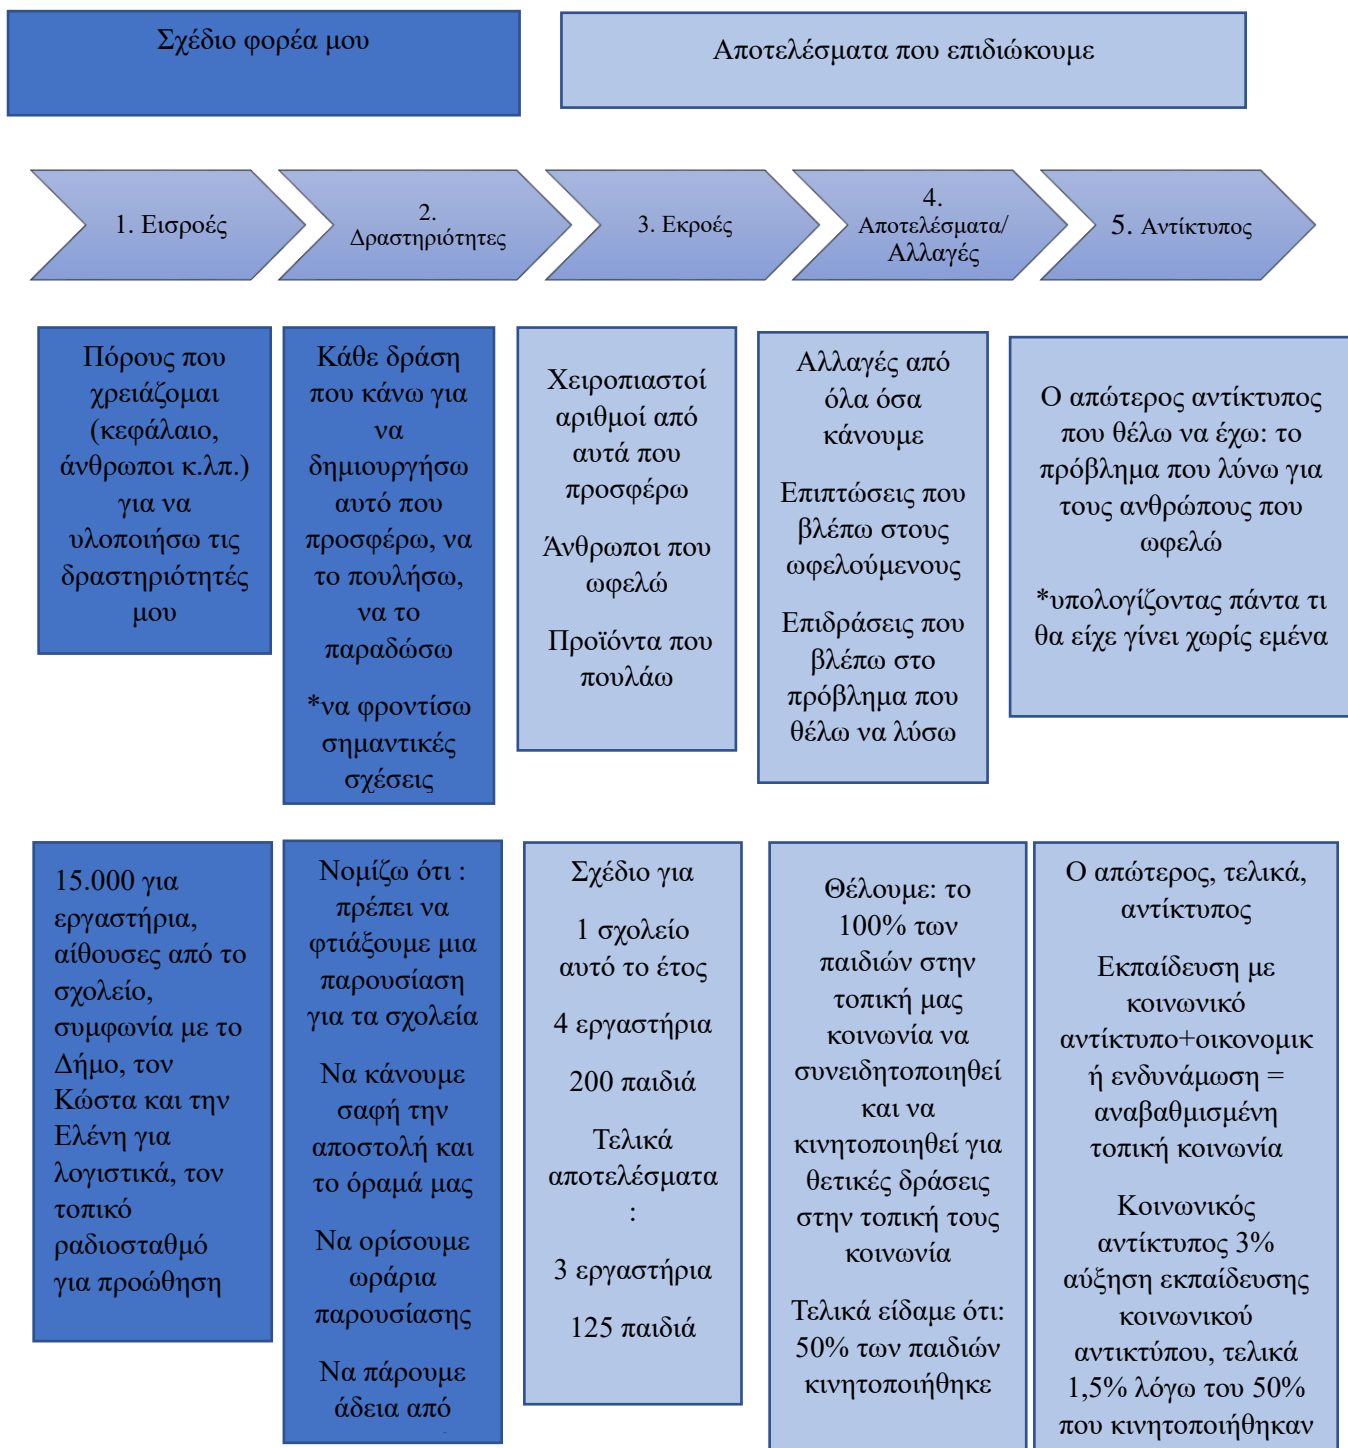 Σχέδιο φορέα μου
Αποτελέσματα που επιδιώκουμε
1. Εισροές
2.
Δραστηριότητες
3. Εκροές
4.
Αποτελέσματα/
Αλλαγές
5. Αντίκτυπος
Πόρους που
χρειάζομαι
(κεφάλαιο,
άνθρωποι κ.λπ.)
για να
υλοποιήσω τις
δραστηριότητές
μου
Κάθε δράση
που κάνω για
να
δημιουργήσω
αυτό που
προσφέρω, να
το πουλήσω,
να το
παραδώσω
*να φροντίσω
σημαντικές
σχέσεις
Χειροπιαστοί
αριθμοί από
αυτά που
προσφέρω
Άνθρωποι που
ωφελώ
Προϊόντα που
πουλάω
Αλλαγές από
όλα όσα
κάνουμε
Επιπτώσεις που
βλέπω στους
ωφελούμενους
Επιδράσεις που
βλέπω στο
πρόβλημα που
θέλω να λύσω
Ο απώτερος αντίκτυπος
που θέλω να έχω: το
πρόβλημα που λύνω για
τους ανθρώπους που
ωφελώ
*υπολογίζοντας πάντα τι
θα είχε γίνει χωρίς εμένα
15.000 για
εργαστήρια,
αίθουσες από το
σχολείο,
συμφωνία με το
Δήμο, τον
Κώστα και την
Ελένη για
λογιστικά, τον
τοπικό
ραδιοσταθμό
για προώθηση
Νομίζω ότι :
πρέπει να
φτιάξουμε μια
παρουσίαση
για τα σχολεία
Να κάνουμε
σαφή την
αποστολή και
το όραμά μας
Να ορίσουμε
ωράρια
παρουσίασης
Να πάρουμε
άδεια από
Σχέδιο για
1 σχολείο
αυτό το έτος
4 εργαστήρια
200 παιδιά
Τελικά
αποτελέσματα
:
3 εργαστήρια
125 παιδιά
Θέλουμε: το
100% των
παιδιών στην
τοπική μας
κοινωνία να
συνειδητοποιηθεί
και να
κινητοποιηθεί για
θετικές δράσεις
στην τοπική τους
κοινωνία
Τελικά είδαμε ότι:
50% των παιδιών
κινητοποιήθηκε
Ο απώτερος, τελικά,
αντίκτυπος
Εκπαίδευση με
κοινωνικό
αντίκτυπο+οικονομικ
ή ενδυνάμωση =
αναβαθμισμένη
τοπική κοινωνία
Κοινωνικός
αντίκτυπος 3%
αύξηση εκπαίδευσης
κοινωνικού
αντικτύπου, τελικά
1,5% λόγω του 50%
που κινητοποιήθηκαν